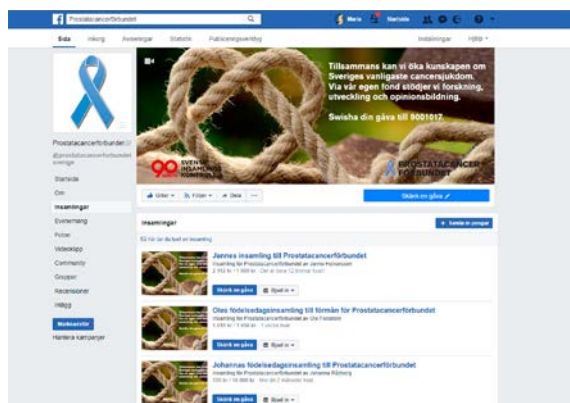 Prostatacancerförbundet
Maria Startsida
Sida Inkorg Aviseringar Statistik Publiceringsverktyg Inställningar Hjälp
Tillsammans kan vi öka kunskapen om
Sveriges vanligaste cancersjukdom.
Via vår egen fond stödjer vi forskning,
utveckling och opinionsbildning.
Swisha din gåva till 9001017.
90 SVENSK
INSAMLINGS
KONTROLL
PROSTATACANCER
FÖRBUNDET
Prostatacancerförbundet
@prostatacancerforbundet
sverige
Startsida
Om
Insamlingar
Evenemang
Foton
Videoklipp
Community
Grupper
Recensioner
Inlägg
Marknadsför
Hantera kampanjer
Gillar Följer Dela
Skänk en gåva
Insamlingar
Samla in pengar
Jannes insamling till Prostatacancerförbundet
Insamling för Prostatacancerförbundet av
Skänk en gåva Bjud in
Oles födelsedagsinsamling till förmån för Prostatacancerförbundet
Insamling för Prostatacancerförbundet av
Skänk en gåva Bjud in
Johannas födelsedagsinsamling till Prostatacancerförbundet
Insamling för Prostatacancerförbundet av Johanna
Skänk en gåva Bjud in